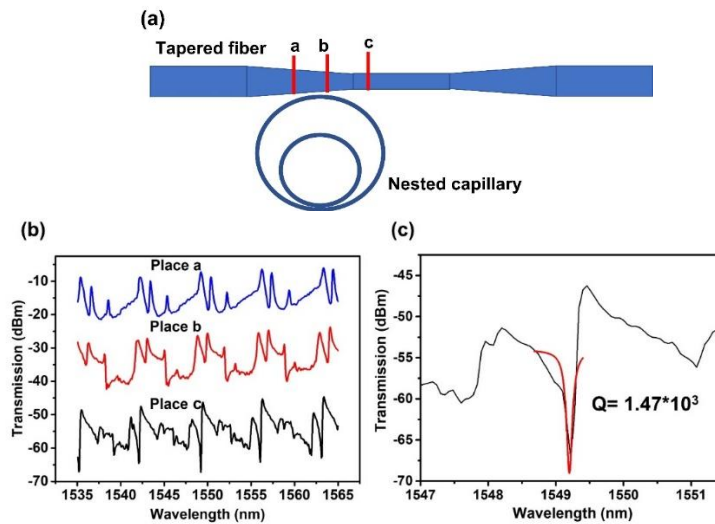 (a)
Tapered fiber
a b c
Nested capillary
(b)
Place a
Place b
Place c
-10
-20
-30
-40
-50
-60
-70
Transmission (dBm)
1535 1540 1545 1550 1555 1560 1565
Wavelength (nm)
(c)
Q= 1.47*10³
-45
-50
-55
-60
-65
-70
Transmission (dBm)
1547 1548 1549 1550 1551
Wavelength (nm)